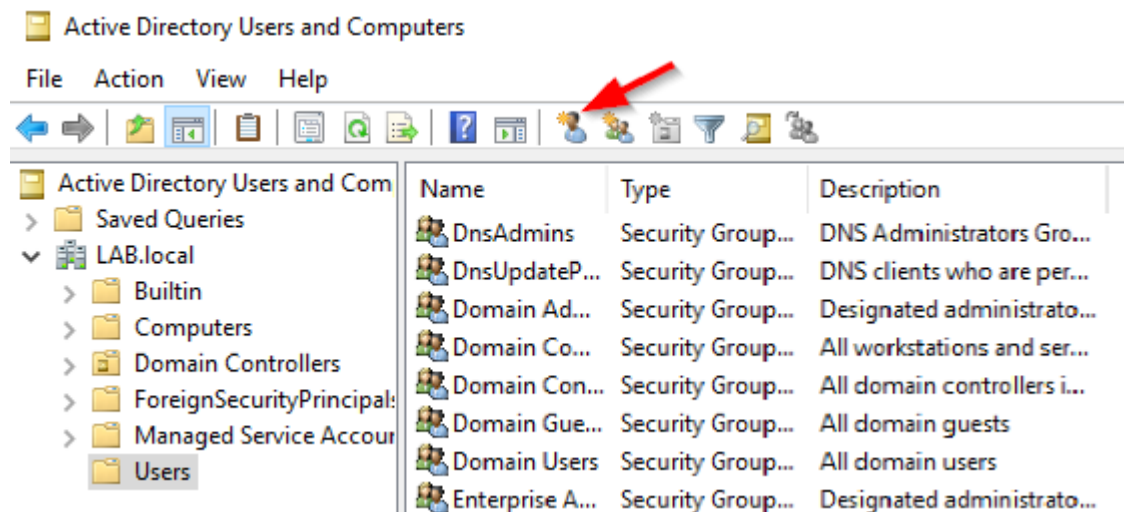 Active Directory Users and Computers
File Action View Help
Active Directory Users and Com
Saved Queries
LAB.local
Builtin
Computers
Domain Controllers
ForeignSecurityPrincipals
Managed Service Accour
Users
Name Type Description
DnsAdmins Security Group... DNS Administrators Gro...
DnsUpdateP... Security Group... DNS clients who are per...
Domain Ad... Security Group... Designated administrato...
Domain Co... Security Group... All workstations and ser...
Domain Con... Security Group... All domain controllers i...
Domain Gue... Security Group... All domain guests
Domain Users Security Group... All domain users
Enterprise A... Security Group... Designated administrato...